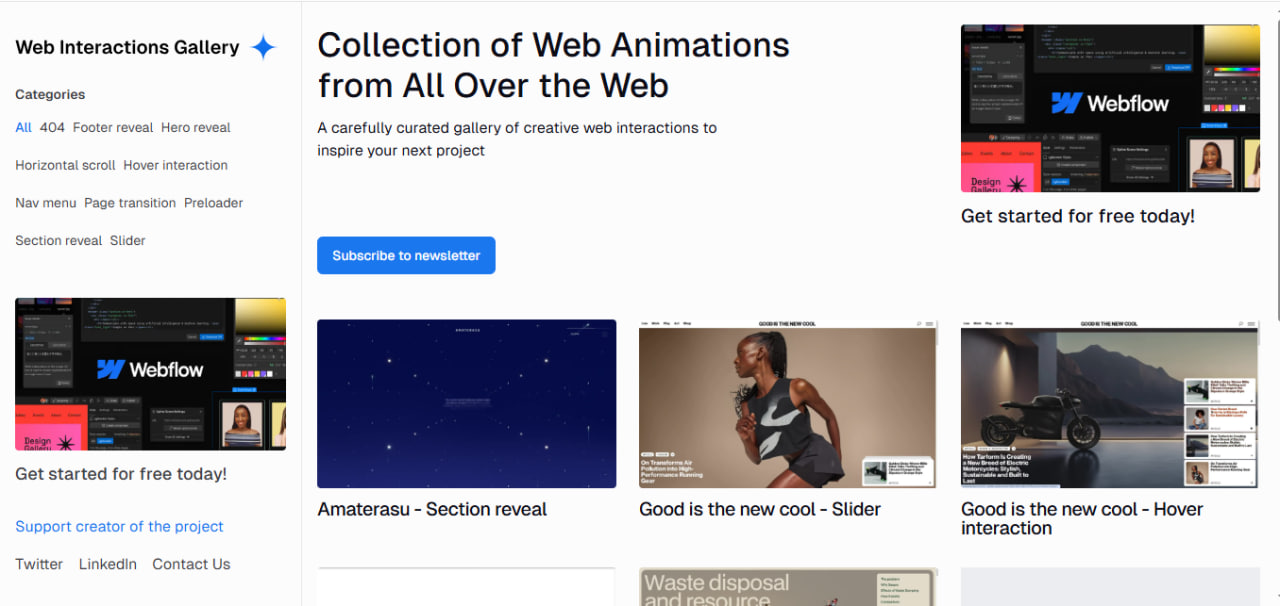 Web Interactions Gallery
Categories
All 404 Footer reveal Hero reveal
Horizontal scroll Hover interaction
Nav menu Page transition Preloader
Section reveal Slider
Webflow
Design
Gallery
Get started for free today!
Support creator of the project
Twitter LinkedIn Contact Us
Collection of Web Animations
from All Over the Web
A carefully curated gallery of creative web interactions to
inspire your next project
Subscribe to newsletter
Webflow
Design
Gallery
Get started for free today!
AMATERASU
Amaterasu - Section reveal
GOOD IS THE NEW COOL
On Transforms Air
Pollution into High-
Performance Running
Gear
Good is the new cool - Slider
GOOD IS THE NEW COOL
How Tarform Is Creating
a New Breed of Electric
Motorcycles: Stylish,
Sustainable and Built to
Last
Good is the new cool - Hover
interaction
Waste disposal
and resource